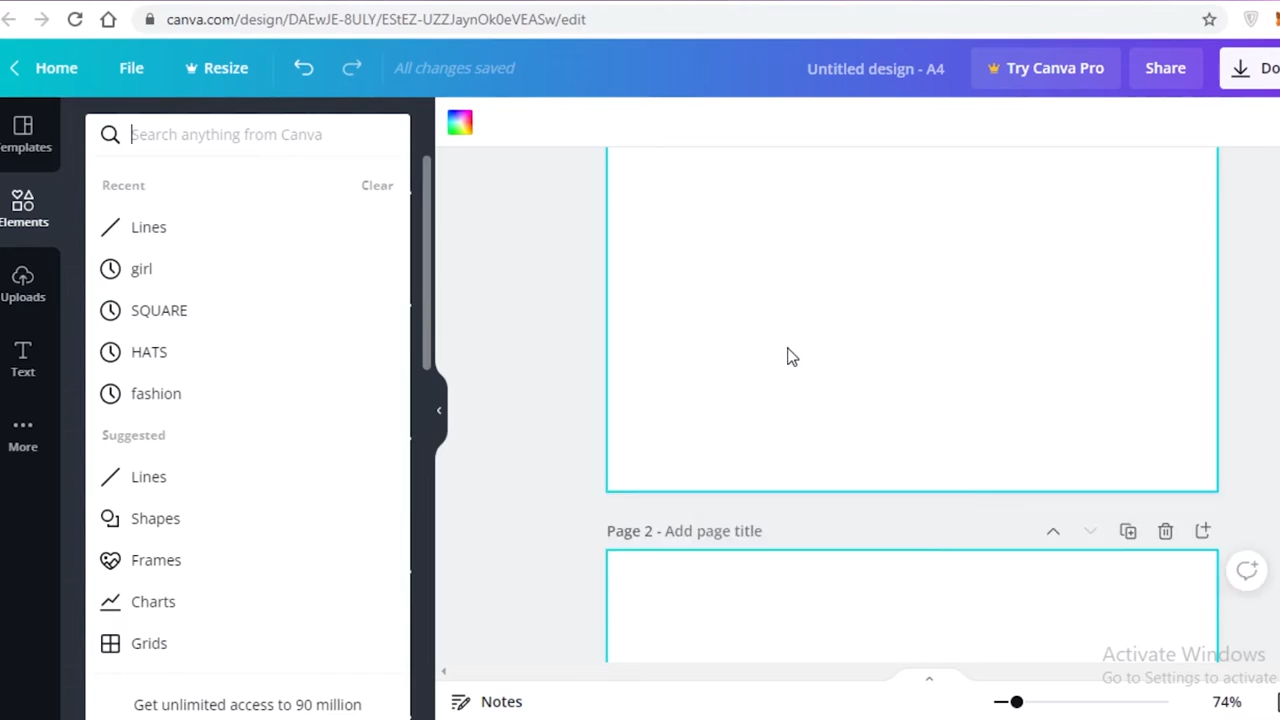 canva.com/design/DAEwJE-8ULY/EStEZ-UZZJaynOk0eVEASw/edit
Home File Resize All changes saved Untitled design - A4 Try Canva Pro Share Do
emplates
Elements
Uploads
Text
More
Search anything from Canva
Recent Clear
Lines
girl
SQUARE
HATS
fashion
Suggested
Lines
Shapes
Frames
Charts
Grids
Get unlimited access to 90 million
Page 2 - Add page title
Activate Windows
Go to Settings to activate
Notes 74%